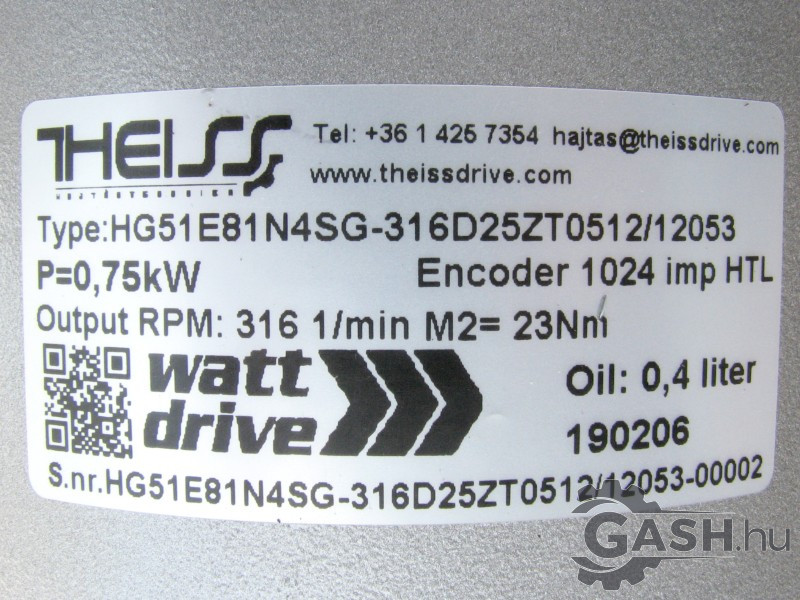 THEISS
HAJTÁSTECHNIKA
Tel: +36 1 425 7354 hajtas@theissdrive.com
www.theissdrive.com
Type:HG51E81N4SG-316D25ZT0512/12053
P=0,75kW
Encoder 1024 imp HTL
Output RPM: 316 1/min M2= 23Nm
watt
drive
Oil: 0,4 liter
190206
S.nr.HG51E81N4SG-316D25ZT0512/12053-00002
GASH.hu